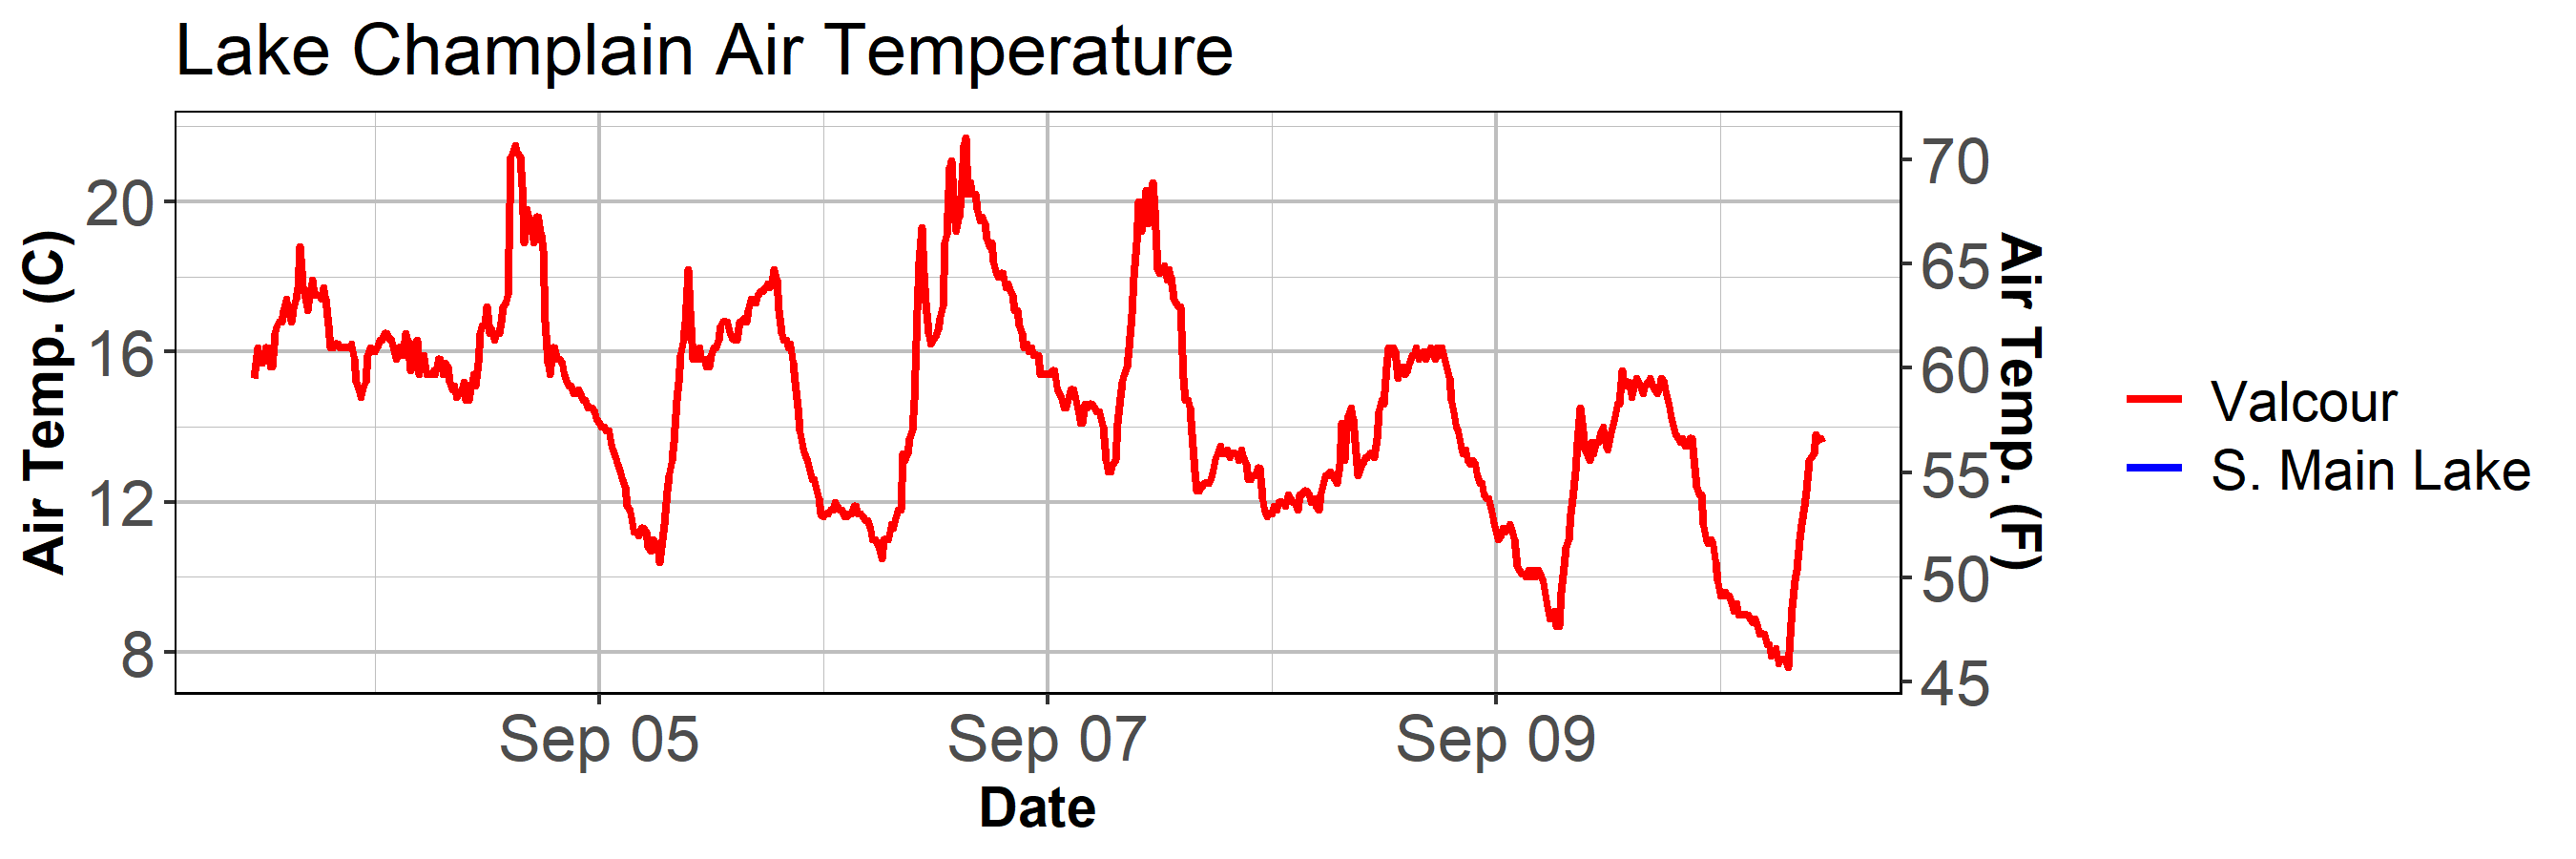 Lake Champlain Air Temperature
Air Temp. (C)
20
16
12
8
70
65
60
55
50
45
Air Temp. (F)
Sep 05
Sep 07
Sep 09
Date
Valcour
S. Main Lake